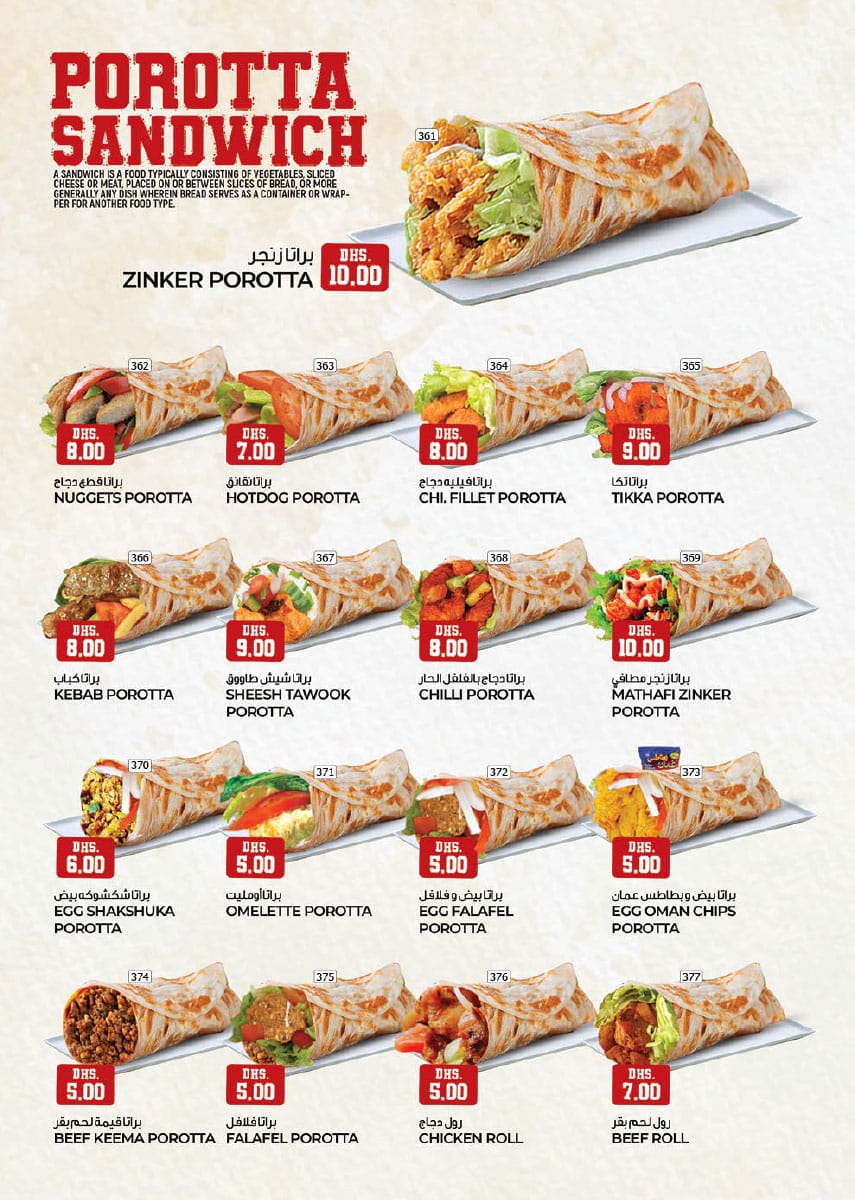 POROTTA
SANDWICH
A SANDWICH IS A FOOD TYPICALLY CONSISTING OF VEGETABLES, SLICED
CHEESE OR MEAT, PLACED ON OR BETWEEN SLICES OF BREAD, OR MORE
GENERALLY ANY DISH WHEREIN BREAD SERVES AS A CONTAINER OR WRAP-
PER FOR ANOTHER FOOD TYPE.
361
براتا زنجر
ZINKER POROTTA
DHS.
10.00
362
DHS.
8.00
براتا قطع دجاج
NUGGETS POROTTA
363
DHS.
7.00
براتا نقانق
HOTDOG POROTTA
364
DHS.
8.00
براتا فيليه دجاج
CHI. FILLET POROTTA
365
DHS.
9.00
براتا تكا
TIKKA POROTTA
366
DHS.
8.00
براتا كباب
KEBAB POROTTA
367
DHS.
9.00
براتا شيش طاووق
SHEESH TAWOOK
POROTTA
368
DHS.
8.00
براتا دجاج بالفلفل الحار
CHILLI POROTTA
369
DHS.
10.00
براتا زنجر مطافي
MATHAFI ZINKER
POROTTA
370
DHS.
6.00
براتا شكشوكه بيض
EGG SHAKSHUKA
POROTTA
371
DHS.
5.00
براتا أومليت
OMELETTE POROTTA
372
DHS.
5.00
براتا بيض و فلافل
EGG FALAFEL
POROTTA
373
DHS.
5.00
براتا بيض و بطاطس عمان
EGG OMAN CHIPS
POROTTA
374
DHS.
5.00
براتا قيمة لحم بقر
BEEF KEEMA POROTTA
375
DHS.
5.00
براتا فلافل
FALAFEL POROTTA
376
DHS.
5.00
رول دجاج
CHICKEN ROLL
377
DHS.
7.00
رول لحم بقر
BEEF ROLL